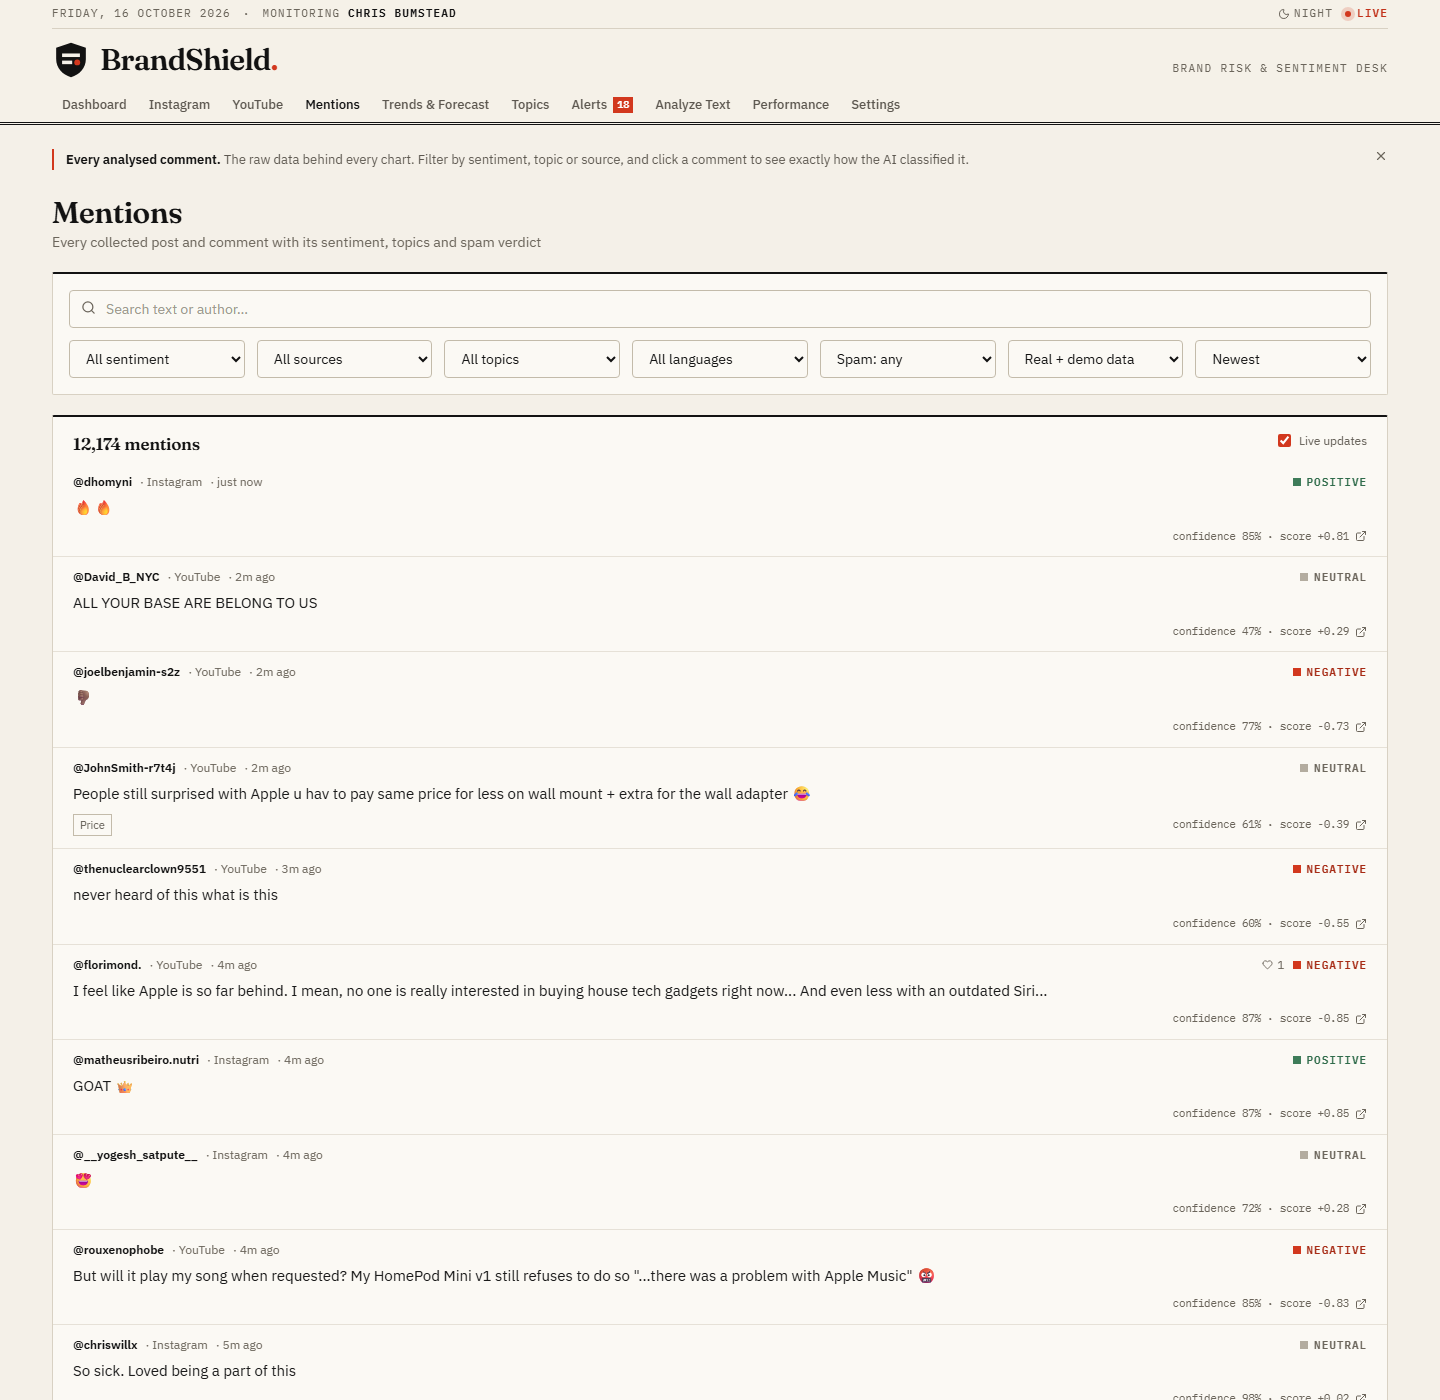 FRIDAY, 16 OCTOBER 2026 · MONITORING CHRIS BUMSTEAD NIGHT LIVE
BrandShield.
BRAND RISK & SENTIMENT DESK
Dashboard Instagram YouTube Mentions Trends & Forecast Topics Alerts 18 Analyze Text Performance Settings
Every analysed comment. The raw data behind every chart. Filter by sentiment, topic or source, and click a comment to see exactly how the AI classified it. ×
Mentions
Every collected post and comment with its sentiment, topics and spam verdict
Search text or author...
All sentiment All sources All topics All languages Spam: any Real + demo data Newest
12,174 mentions Live updates
@dhomyni · Instagram · just now POSITIVE
🔥 🔥
confidence 85% · score +0.81
@David_B_NYC · YouTube · 2m ago NEUTRAL
ALL YOUR BASE ARE BELONG TO US
confidence 47% · score +0.29
@joelbenjamin-s2z · YouTube · 2m ago NEGATIVE
👎🏿
confidence 77% · score -0.73
@JohnSmith-r7t4j · YouTube · 2m ago NEUTRAL
People still surprised with Apple u hav to pay same price for less on wall mount + extra for the wall adapter 😂
Price confidence 61% · score -0.39
@thenuclearclown9551 · YouTube · 3m ago NEGATIVE
never heard of this what is this
confidence 60% · score -0.55
@florimond. · YouTube · 4m ago 1 NEGATIVE
I feel like Apple is so far behind. I mean, no one is really interested in buying house tech gadgets right now... And even less with an outdated Siri...
confidence 87% · score -0.85
@matheusribeiro.nutri · Instagram · 4m ago POSITIVE
GOAT 👑
confidence 87% · score +0.85
@__yogesh_satpute__ · Instagram · 4m ago NEUTRAL
😍
confidence 72% · score +0.28
@rouxenophobe · YouTube · 4m ago NEGATIVE
But will it play my song when requested? My HomePod Mini v1 still refuses to do so "...there was a problem with Apple Music" 🤬
confidence 85% · score -0.83
@chriswillx · Instagram · 5m ago NEUTRAL
So sick. Loved being a part of this
confidence 98% · score +0.02